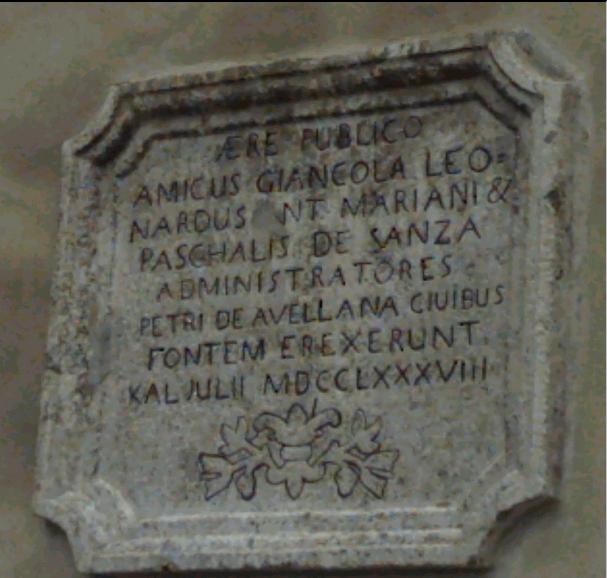 ÆRE PUBLICO
AMICUS GIANCOLA LEO=
NARDUS NT MARIANI &
PASCHALIS DE SANZA
ADMINISTRATORES
PETRI DE AVELLANA CIUIBUS
FONTEM EREXERUNT
KAL JULII MDCCLXXXVIII